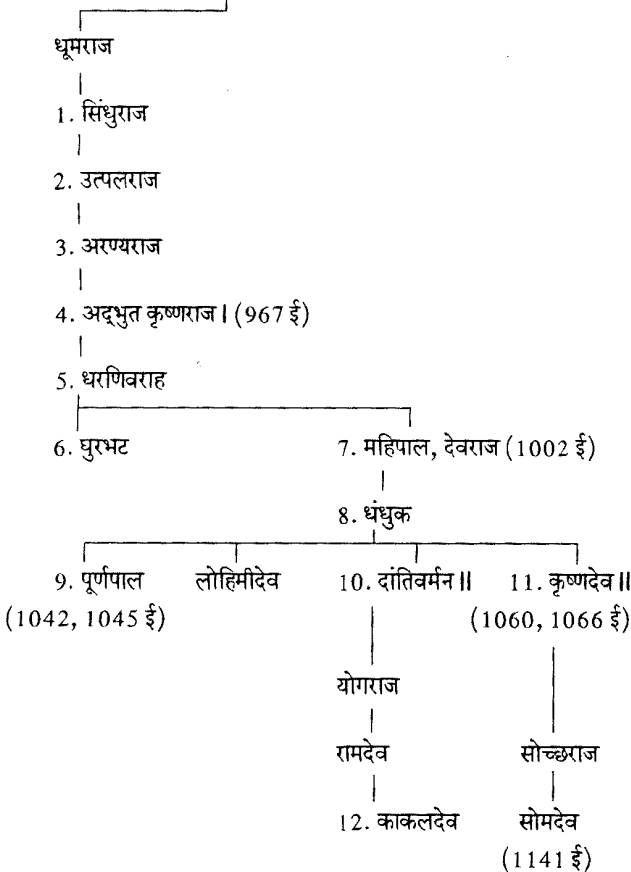 धूमराज
1. सिंधुराज
2. उत्पलराज
3. अरण्यराज
4. अद्भुत कृष्णराज I (967 ई)
5. धरणिवराह
6. घुरभट 7. महिपाल, देवराज (1002 ई)
8. धंधुक
9. पूर्णपाल लोहिमीदेव 10. दांतिवर्मन II 11. कृष्णदेव II
(1042, 1045 ई) (1060, 1066 ई)
योगराज
रामदेव सोच्छराज
12. काकलदेव सोमदेव
(1141 ई)